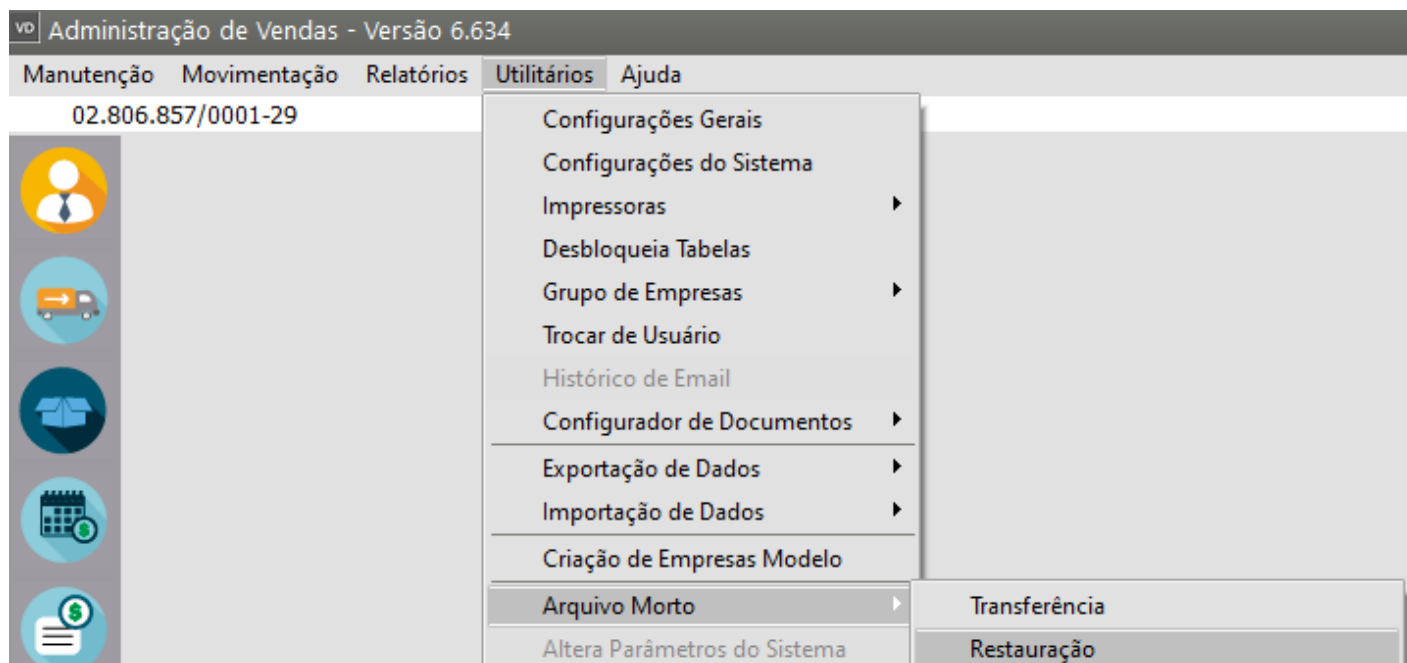 VD Administração de Vendas - Versão 6.634
Manutenção Movimentação Relatórios Utilitários Ajuda
02.806.857/0001-29
Configurações Gerais
Configurações do Sistema
Impressoras
Desbloqueia Tabelas
Grupo de Empresas
Trocar de Usuário
Histórico de Email
Configurador de Documentos
Exportação de Dados
Importação de Dados
Criação de Empresas Modelo
Arquivo Morto
Transferência
Altera Parâmetros do Sistema
Restauração